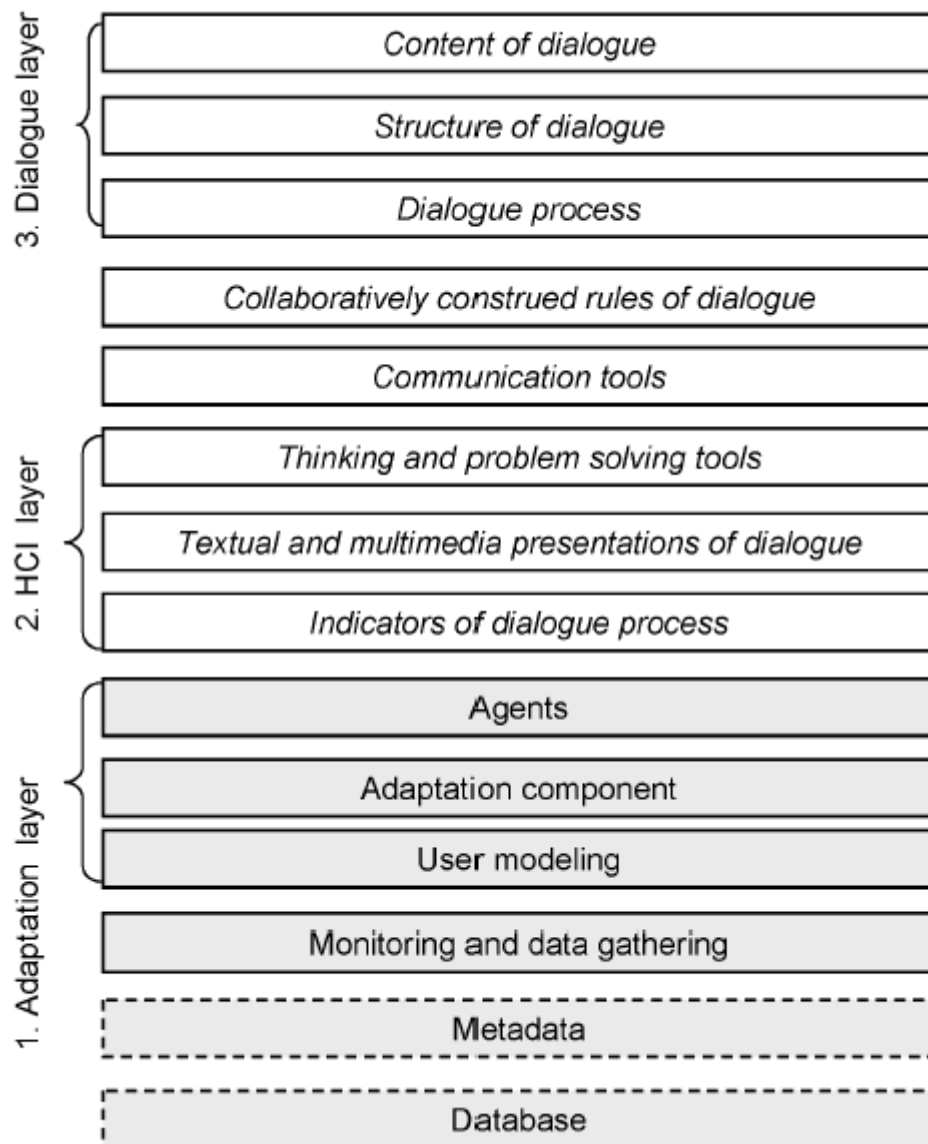 3. Dialogue layer
Content of dialogue
Structure of dialogue
Dialogue process
Collaboratively construed rules of dialogue
Communication tools
2. HCI layer
Thinking and problem solving tools
Textual and multimedia presentations of dialogue
Indicators of dialogue process
1. Adaptation layer
Agents
Adaptation component
User modeling
Monitoring and data gathering
Metadata
Database